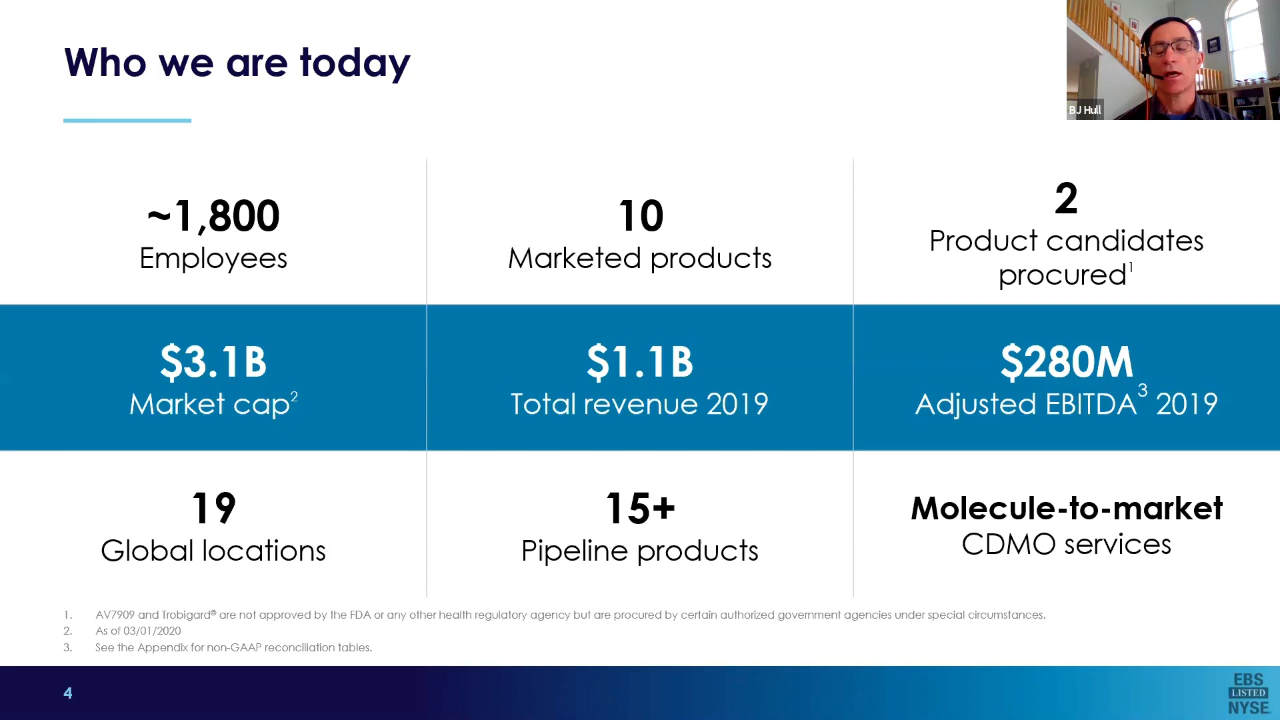 Who we are today
BJ Hull
~1,800
Employees
10
Marketed products
2
Product candidates
procured¹
$3.1B
Market cap²
$1.1B
Total revenue 2019
$280M
Adjusted EBITDA³ 2019
19
Global locations
15+
Pipeline products
Molecule-to-market
CDMO services
1. AV7909 and Trobigard® are not approved by the FDA or any other health regulatory agency but are procured by certain authorized government agencies under special circumstances.
2. As of 03/01/2020
3. See the Appendix for non-GAAP reconciliation tables.
4
EBS
LISTED
NYSE